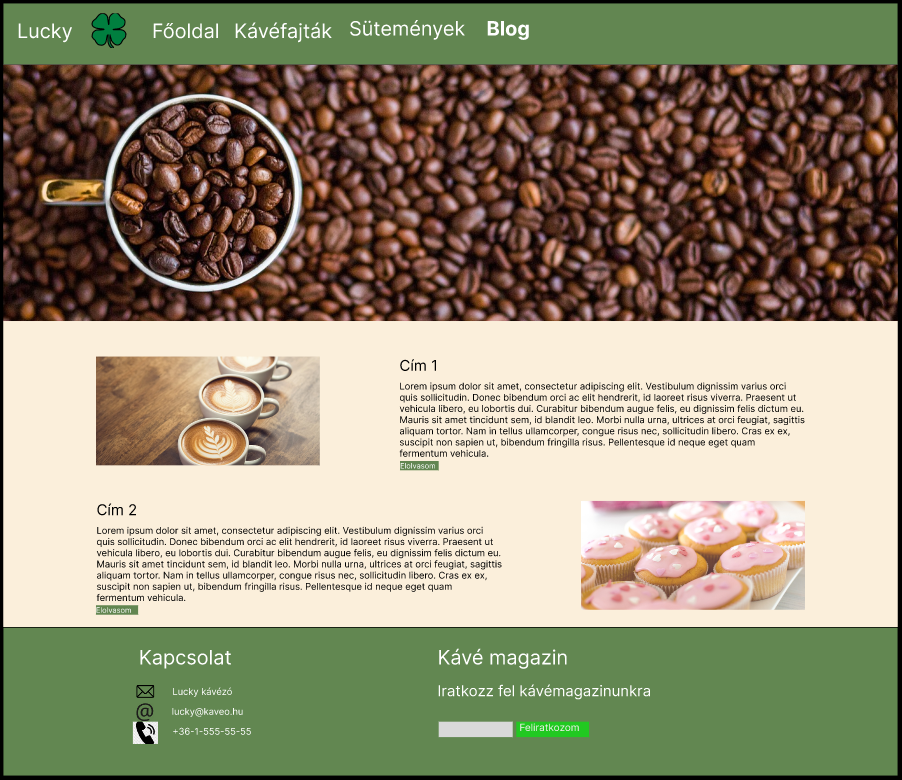 Lucky Főoldal Kávéfajták Sütemények Blog
Cím 1
Lorem ipsum dolor sit amet, consectetur adipiscing elit. Vestibulum dignissim varius orci
quis sollicitudin. Donec bibendum orci ac elit hendrerit, id laoreet risus viverra. Praesent ut
vehicula libero, eu lobortis dui. Curabitur bibendum augue felis, eu dignissim felis dictum eu.
Mauris sit amet tincidunt sem, id blandit leo. Morbi nulla urna, ultrices at orci feugiat, sagittis
aliquam tortor. Nam in tellus ullamcorper, congue risus nec, sollicitudin libero. Cras ex ex,
suscipit non sapien ut, bibendum fringilla risus. Pellentesque id neque eget quam
fermentum vehicula.
Elolvasom
Cím 2
Lorem ipsum dolor sit amet, consectetur adipiscing elit. Vestibulum dignissim varius orci
quis sollicitudin. Donec bibendum orci ac elit hendrerit, id laoreet risus viverra. Praesent ut
vehicula libero, eu lobortis dui. Curabitur bibendum augue felis, eu dignissim felis dictum eu.
Mauris sit amet tincidunt sem, id blandit leo. Morbi nulla urna, ultrices at orci feugiat, sagittis
aliquam tortor. Nam in tellus ullamcorper, congue risus nec, sollicitudin libero. Cras ex ex,
suscipit non sapien ut, bibendum fringilla risus. Pellentesque id neque eget quam
fermentum vehicula.
Elolvasom
Kapcsolat
Lucky kávézó
@ lucky@kaveo.hu
+36-1-555-55-55
Kávé magazin
Iratkozz fel kávémagazinunkra
Feliratkozom